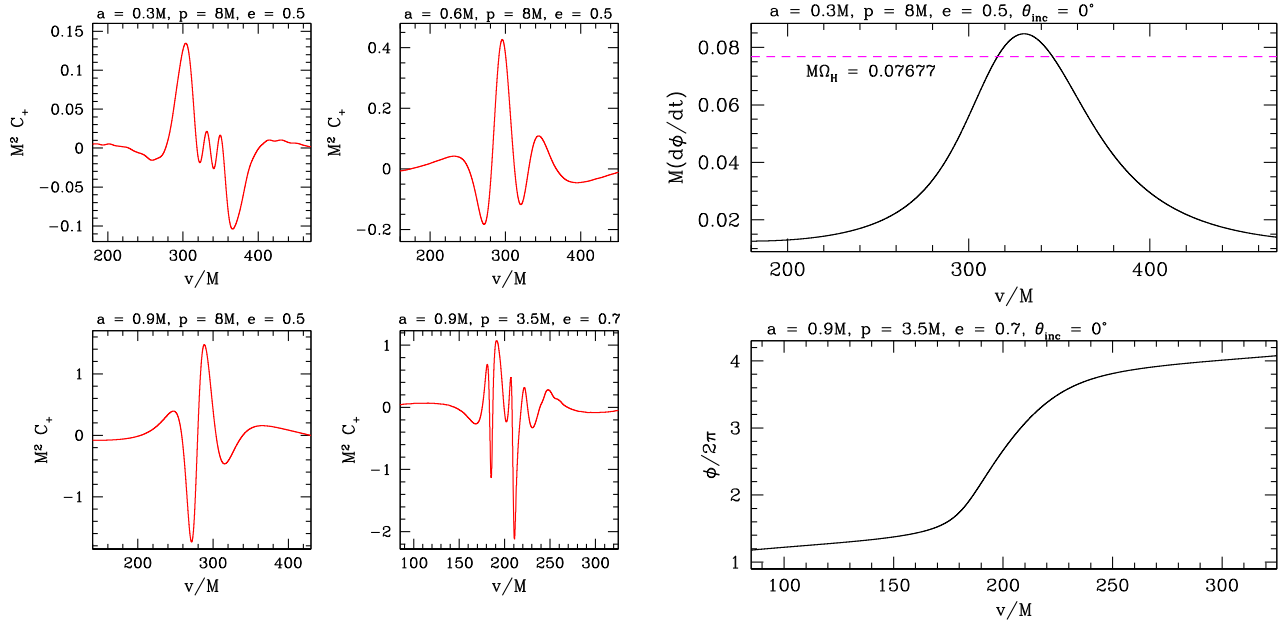 a = 0.3M, p = 8M, e = 0.5
0.15
0.1
0.05
0
−0.05
−0.1
M² C₊
200 300 400
v/M
a = 0.6M, p = 8M, e = 0.5
0.4
0.2
0
−0.2
M² C₊
200 300 400
v/M
a = 0.3M, p = 8M, e = 0.5, θinc = 0°
0.08
0.06
0.04
0.02
M(dϕ/dt)
MΩH = 0.07677
200 300 400
v/M
a = 0.9M, p = 8M, e = 0.5
1
0
−1
M² C₊
200 300 400
v/M
a = 0.9M, p = 3.5M, e = 0.7
1
0
−1
−2
M² C₊
100 150 200 250 300
v/M
a = 0.9M, p = 3.5M, e = 0.7, θinc = 0°
4
3
2
1
ϕ/2π
100 150 200 250 300
v/M